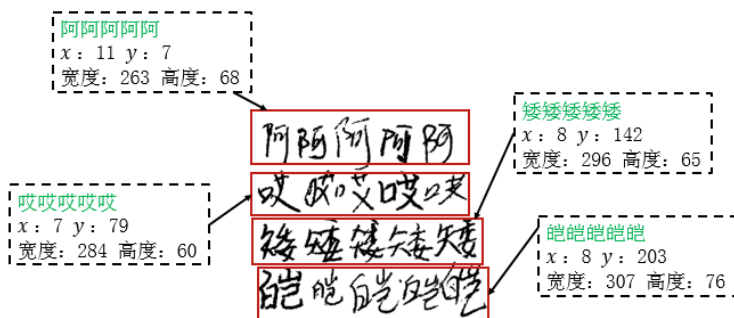 阿阿阿阿阿
x：11 y：7
宽度：263 高度：68
阿阿阿阿阿
矮矮矮矮矮
x：8 y：142
宽度：296 高度：65
哎哎哎哎哎
哎哎哎哎哎
x：7 y：79
宽度：284 高度：60
矮矮矮矮矮
皑皑皑皑皑
x：8 y：203
宽度：307 高度：76
皑皑皑皑皑